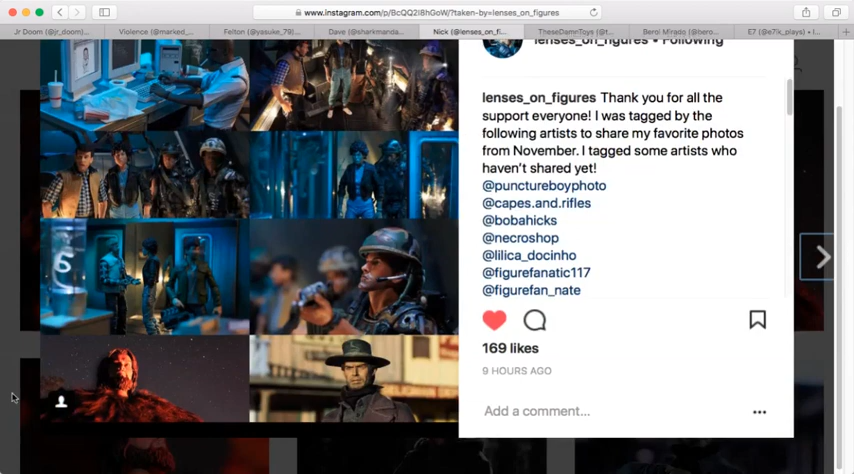 www.instagram.com/p/BcQQ2I8hGoW/?taken-by=lenses_on_figures
Jr Doom (@jr_doom)...
Violence (@marked_...
Felton (@yasuke_79)...
Dave (@sharkmanda...
Nick (@lenses_on_fi...
TheseDamnToys (@t...
Berol Mirado (@bero...
E7 (@e7ik_plays) • I...
lenses_on_figures • Following
lenses_on_figures Thank you for all the
support everyone! I was tagged by the
following artists to share my favorite photos
from November. I tagged some artists who
haven't shared yet!
@punctureboyphoto
@capes.and.rifles
@bobahicks
@necroshop
@lilica_docinho
@figurefanatic117
@figurefan_nate
169 likes
9 HOURS AGO
Add a comment...